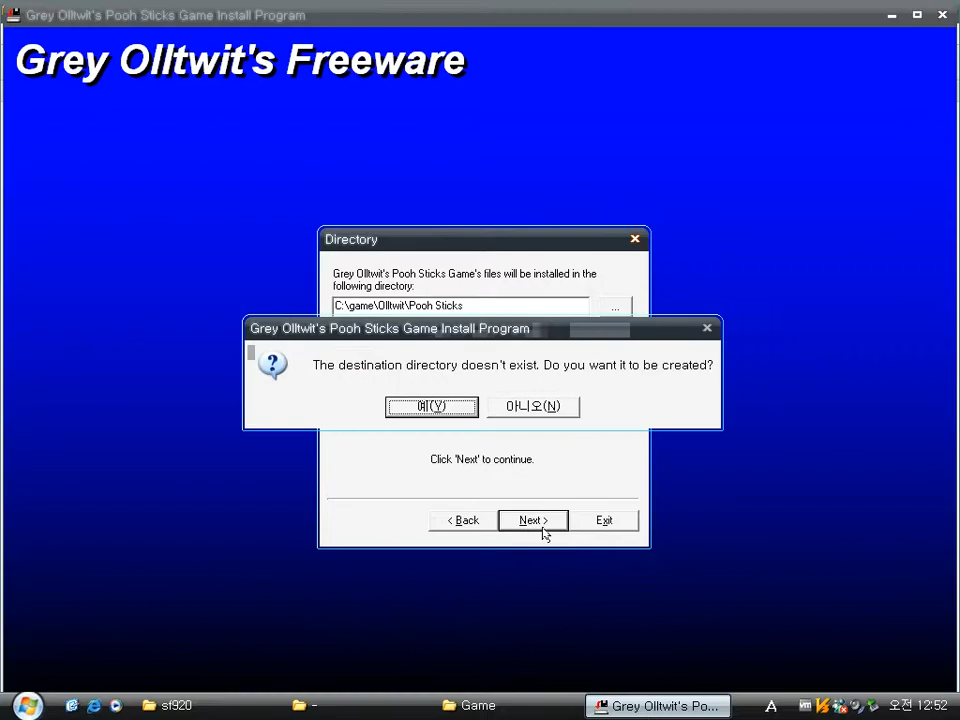 Grey Olltwit's Pooh Sticks Game Install Program
Grey Olltwit's Freeware
Directory
Grey Olltwit's Pooh Sticks Game's files will be installed in the
following directory:
C:\game\Olltwit\Pooh Sticks
...
Grey Olltwit's Pooh Sticks Game Install Program
The destination directory doesn't exist. Do you want it to be created?
예(Y)
아니오(N)
Click 'Next' to continue.
< Back
Next >
Exit
sf920
-
Game
Grey Olltwit's Po...
A
오전 12:52